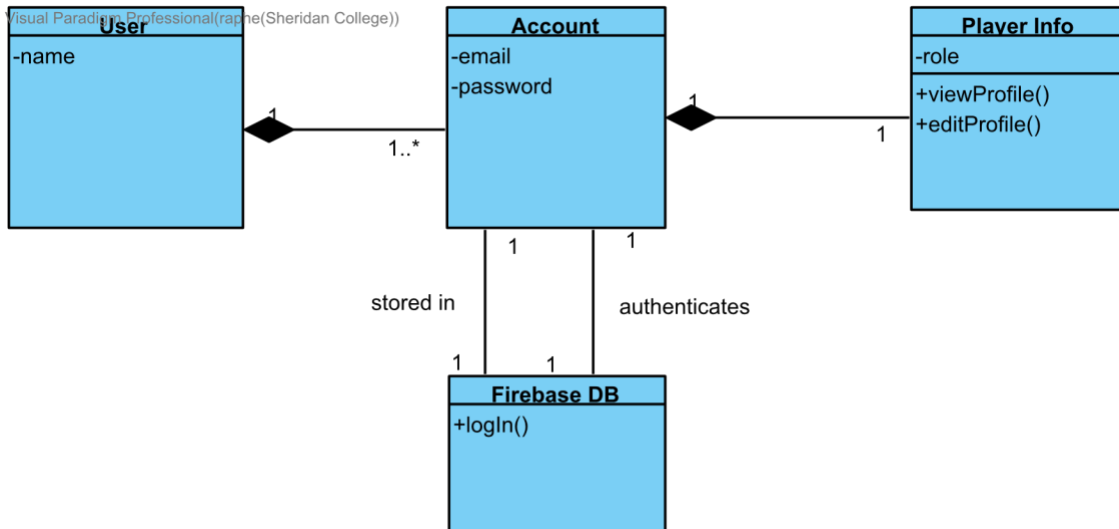 Visual Paradigm Professional(raphe(Sheridan College))
User
-name
1
1..*
Account
-email
-password
1
1
Player Info
-role
+viewProfile()
+editProfile()
1
1
stored in
authenticates
1
1
Firebase DB
+logIn()